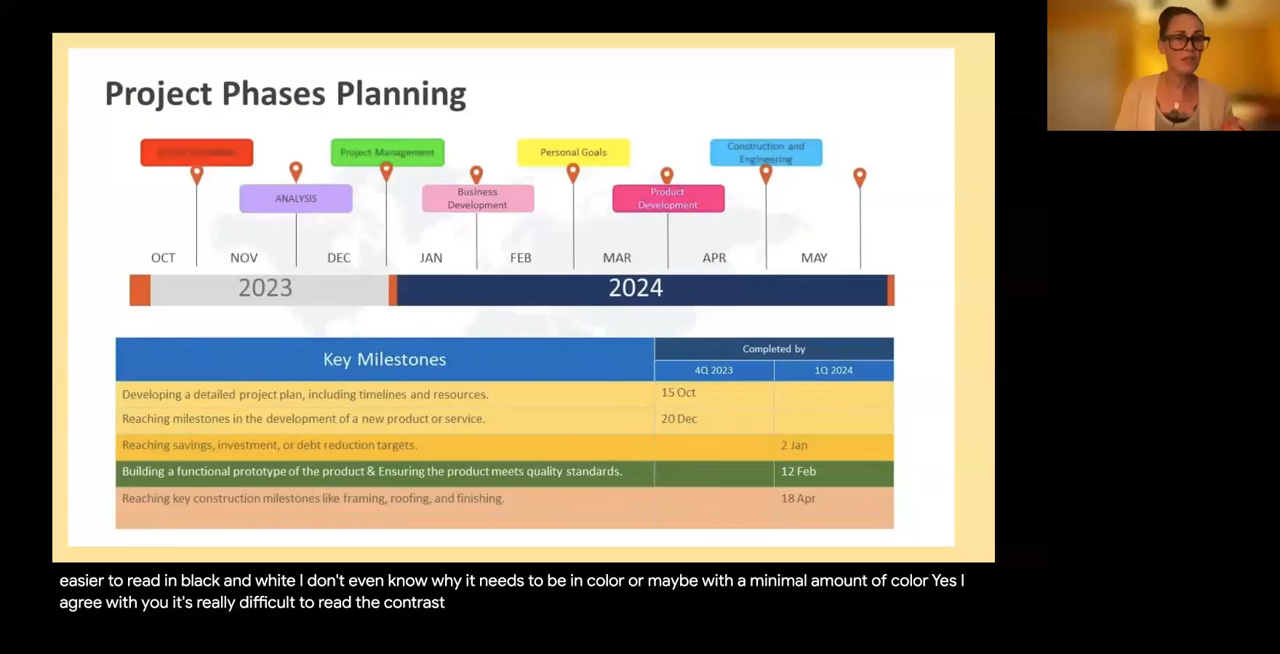 Project Phases Planning
Project Management
Personal Goals
Construction and
Engineering
ANALYSIS
Business
Development
Product
Development
OCT NOV DEC JAN FEB MAR APR MAY
2023 2024
Key Milestones
Completed by
4Q 2023 1Q 2024
Developing a detailed project plan, including timelines and resources. 15 Oct
Reaching milestones in the development of a new product or service. 20 Dec
Reaching savings, investment, or debt reduction targets. 2 Jan
Building a functional prototype of the product & Ensuring the product meets quality standards. 12 Feb
Reaching key construction milestones like framing, roofing, and finishing. 18 Apr
easier to read in black and white I don't even know why it needs to be in color or maybe with a minimal amount of color Yes I
agree with you it's really difficult to read the contrast